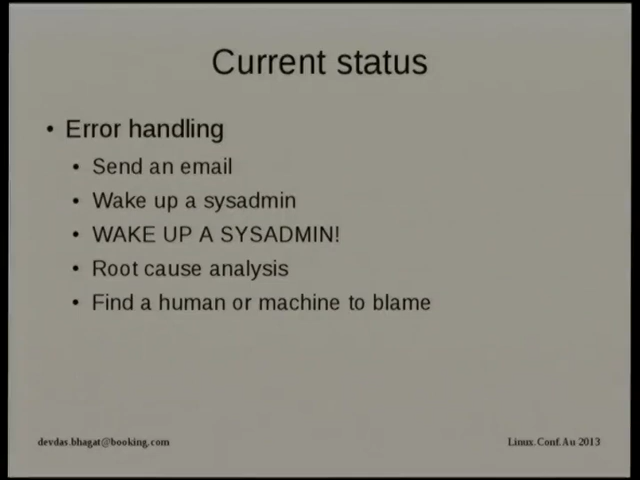 Current status
• Error handling
• Send an email
• Wake up a sysadmin
• WAKE UP A SYSADMIN!
• Root cause analysis
• Find a human or machine to blame
devdas.bhagat@booking.com
Linux.Conf.Au 2013